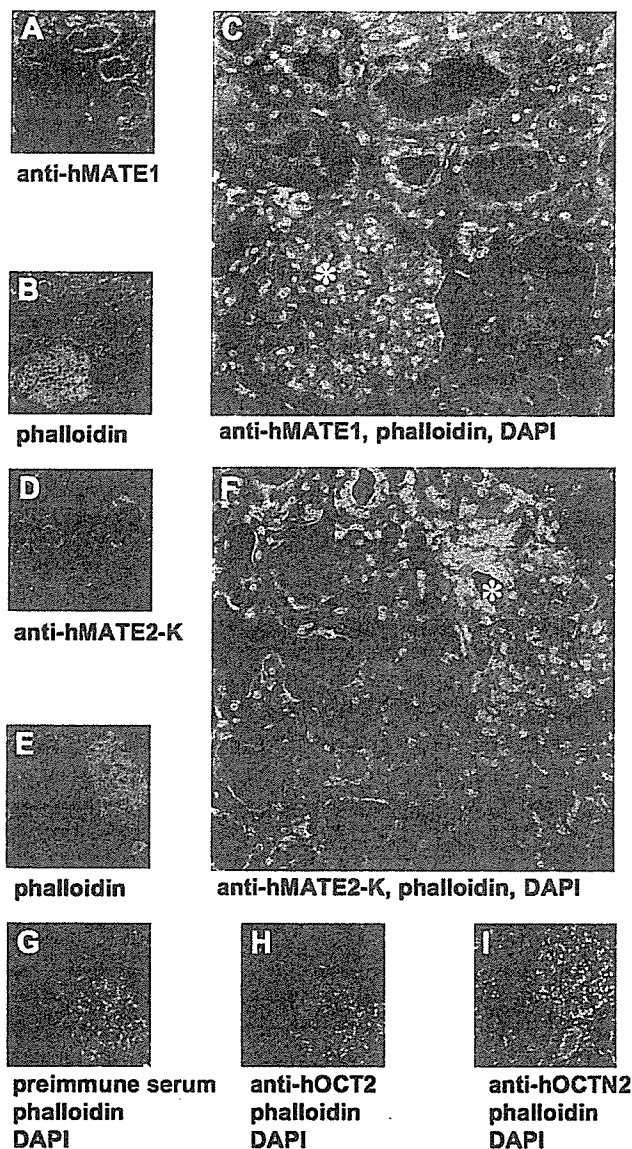 A
anti-hMATE1
B
phalloidin
C
*
anti-hMATE1, phalloidin, DAPI
D
anti-hMATE2-K
E
phalloidin
F
*
anti-hMATE2-K, phalloidin, DAPI
G
preimmune serum
phalloidin
DAPI
H
anti-hOCT2
phalloidin
DAPI
I
anti-hOCTN2
phalloidin
DAPI